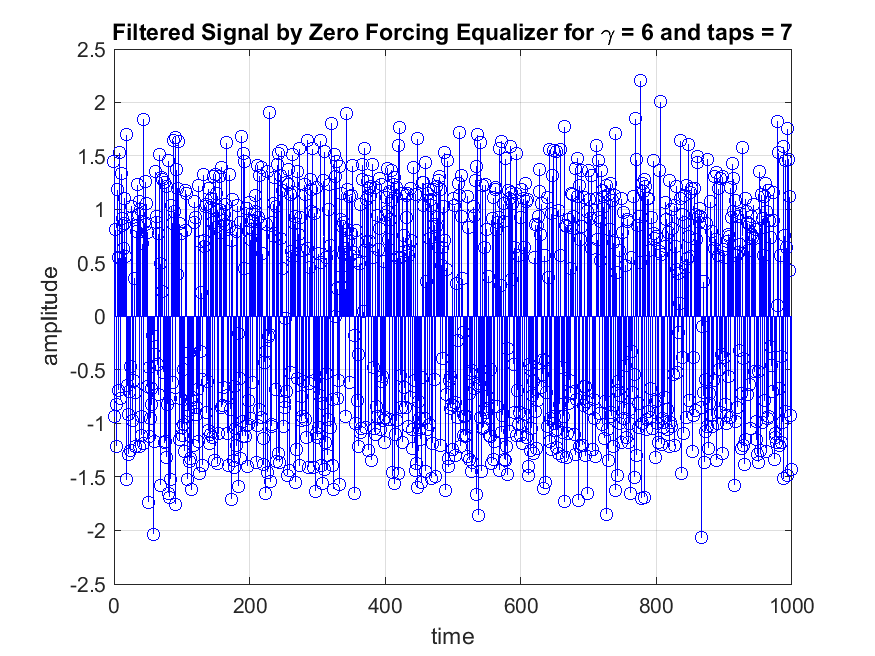 Filtered Signal by Zero Forcing Equalizer for γ = 6 and taps = 7
2.5
2
1.5
1
0.5
0
-0.5
-1
-1.5
-2
-2.5
amplitude
0 200 400 600 800 1000
time